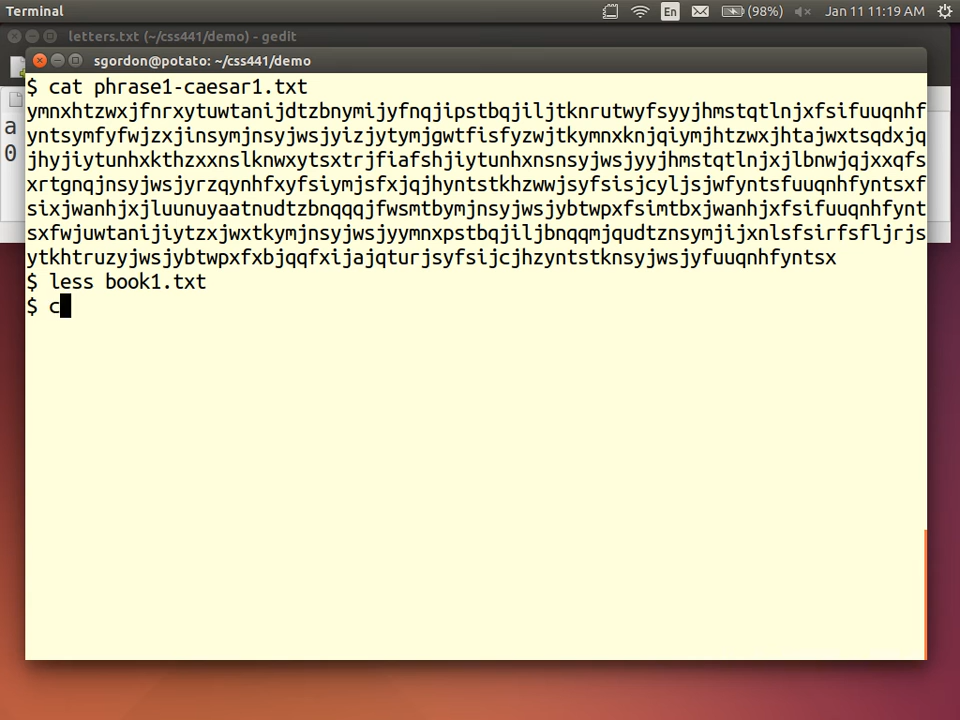 Terminal
En
(98%)
Jan 11 11:19 AM
letters.txt (~/css441/demo) - gedit
sgordon@potato: ~/css441/demo
a
0
$ cat phrase1-caesar1.txt
ymnxhtzwxjfnrxytuwtanijdtzbnymijyfnqjipstbqjiljtknrutwyfsyyjhmstqtlnjxfsifuuqnhf
yntsymfyfwjzxjinsymjnsyjwsjyizjytymjgwtfisfyzwjtkymnxknjqiymjhtzwxjhtajwxtsqdxjq
jhyjiytunhxkthzxxnslknwxytsxtrjfiafshjiytunhxnsnsyjwsjyyjhmstqtlnjxjlbnwjqjxxqfs
xrtgnqjnsyjwsjyrzqynhfxyfsiymjsfxjqjhyntstkhzwwjsyfsisjcyljsjwfyntsfuuqnhfyntsxf
sixjwanhjxjluunuyaatnudtzbnqqqjfwsmtbymjnsyjwsjybtwpxfsimtbxjwanhjxfsifuuqnhfynt
sxfwjuwtanijiytzxjwxtkymjnsyjwsjyymnxpstbqjiljbnqqmjqudtznsymjijxnlsfsirfsfljrjs
ytkhtruzyjwsjybtwpxfxbjqqfxijajqturjsyfsijcjhzyntstknsyjwsjyfuuqnhfyntsx
$ less book1.txt
$ c